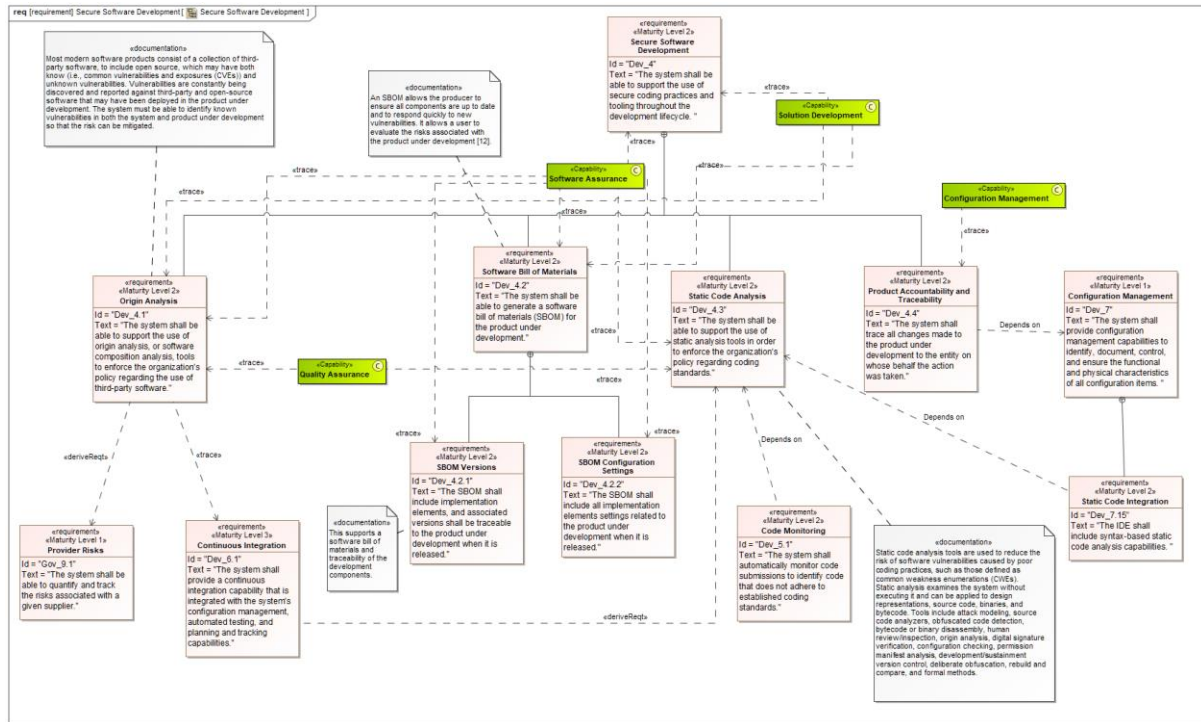 req [requirement] Secure Software Development [ Secure Software Development ]
«documentation»
Most modern software products consist of a collection of third-
party software, to include open source, which may have both
know (i.e., common vulnerabilities and exposures (CVEs)) and
unknown vulnerabilities. Vulnerabilities are constantly being
discovered and reported against third-party and open-source
software that may have been deployed in the product under
development. The system must be able to identify known
vulnerabilities in both the system and product under development
so that the risk can be mitigated.
«documentation»
An SBOM allows the producer to
ensure all components are up to date
and to respond quickly to new
vulnerabilities. it allows a user to
evaluate the risks associated with
the product under development [12].
«requirement»
«Maturity Level 2»
Secure Software
Development
Id = "Dev_4"
Text = "The system shall be
able to support the use of
secure coding practices and
tooling throughout the
development lifecycle. "
«trace»
«Capability»
C
Solution Development
«trace»
«trace»
«trace»
«Capability»
C
Software Assurance
«trace»
«trace»
«Capability»
C
Configuration Management
«trace»
«trace»
«requirement»
«Maturity Level 2»
Origin Analysis
Id = "Dev_4.1"
Text = "The system shall be
able to support the use of
origin analysis, or software
composition analysis, tools
to enforce the organization's
policy regarding the use of
third-party software."
«requirement»
«Maturity Level 2»
Software Bill of Materials
Id = "Dev_4.2"
Text = "The system shall be
able to generate a software
bill of materials (SBOM) for
the product under
development."
«requirement»
«Maturity Level 2»
Static Code Analysis
Id = "Dev_4.3"
Text = "The system shall be
able to support the use of
static analysis tools in order
to enforce the organization's
policy regarding coding
standards."
«requirement»
«Maturity Level 2»
Product Accountability and
Traceability
Id = "Dev_4.4"
Text = "The system shall
trace all changes made to
the product under
development to the entity on
whose behalf the action
was taken."
Depends on
«requirement»
«Maturity Level 1»
Configuration Management
Id = "Dev_7"
Text = "The system shall
provide configuration
management capabilities to
identify, document, control,
and ensure the functional
and physical characteristics
of all configuration items. "
«trace»
«trace»
«Capability»
C
Quality Assurance
«trace»
«trace»
«trace»
Depends on
Depends on
«deriveReqt»
«trace»
«requirement»
«Maturity Level 2»
SBOM Versions
Id = "Dev_4.2.1"
Text = "The SBOM shall
include implementation
elements, and associated
versions shall be traceable
to the product under
development when it is
released."
«requirement»
«Maturity Level 2»
SBOM Configuration
Settings
Id = "Dev_4.2.2"
Text = "The SBOM shall
include all implementation
elements settings related to
the product under
development when it is
released."
«requirement»
«Maturity Level 2»
Static Code Integration
Id = "Dev_7.15"
Text = "The IDE shall
include syntax-based static
code analysis capabilities. "
«requirement»
«Maturity Level 1»
Provider Risks
Id = "Gov_9.1"
Text = "The system shall be
able to quantify and track
the risks associated with a
given supplier."
«requirement»
«Maturity Level 3»
Continuous Integration
Id = "Dev_6.1"
Text = "The system shall
provide a continuous
integration capability that is
integrated with the system's
configuration management,
automated testing, and
planning and tracking
capabilities."
«documentation»
This supports a
software bill of
materials and
traceability of the
development
components.
«requirement»
«Maturity Level 2»
Code Monitoring
Id = "Dev_5.1"
Text = "The system shall
automatically monitor code
submissions to identify code
that does not adhere to
established coding
standards."
«deriveReqt»
«documentation»
Static code analysis tools are used to reduce the
risk of software vulnerabilities caused by poor
coding practices, such as those defined as
common weakness enumerations (CWEs).
Static analysis examines the system without
executing it and can be applied to design
representations, source code, binaries, and
bytecode. Tools include attack modeling, source
code analyzers, obfuscated code detection,
bytecode or binary disassembly, human
review/inspection, origin analysis, digital signature
verification, configuration checking, permission
manifest analysis, development/sustainment
version control, deliberate obfuscation, rebuild and
compare, and formal methods.